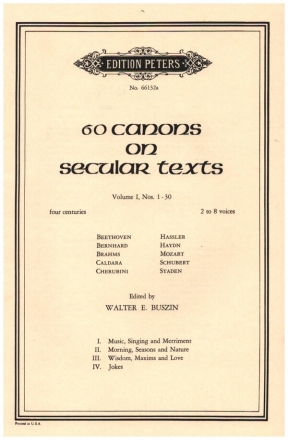 EDITION PETERS
No. 66152a
60 canons
on
secular texts
Volume I, Nos. 1-30
four centuries 2 to 8 voices
BEETHOVEN HASSLER
BERNHARD HAYDN
BRAHMS MOZART
CALDARA SCHUBERT
CHERUBINI STADEN
Edited by
WALTER E. BUSZIN
I. Music, Singing and Merriment
II. Morning, Seasons and Nature
III. Wisdom, Maxims and Love
IV. Jokes
Printed in U.S.A.